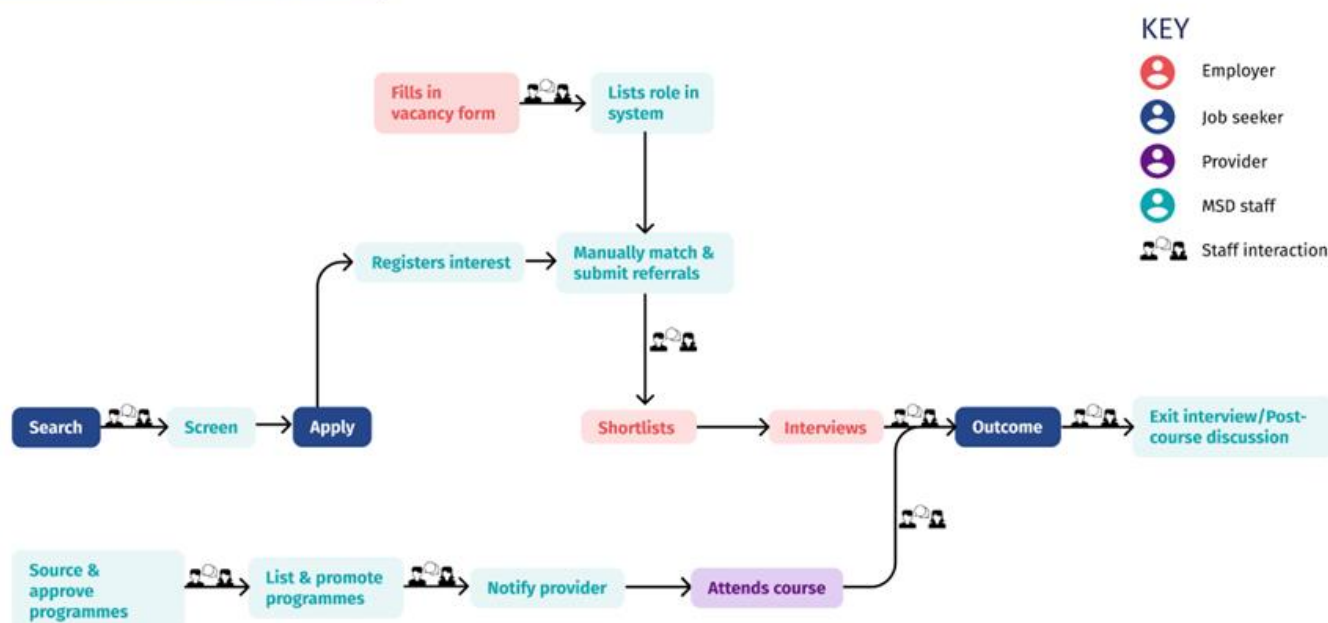 KEY
Employer
Job seeker
Provider
MSD staff
Staff interaction
Fills in
vacancy form
Lists role in
system
Registers interest
Manually match &
submit referrals
Search
Screen
Apply
Shortlists
Interviews
Outcome
Exit interview/Post-
course discussion
Source &
approve
programmes
List & promote
programmes
Notify provider
Attends course